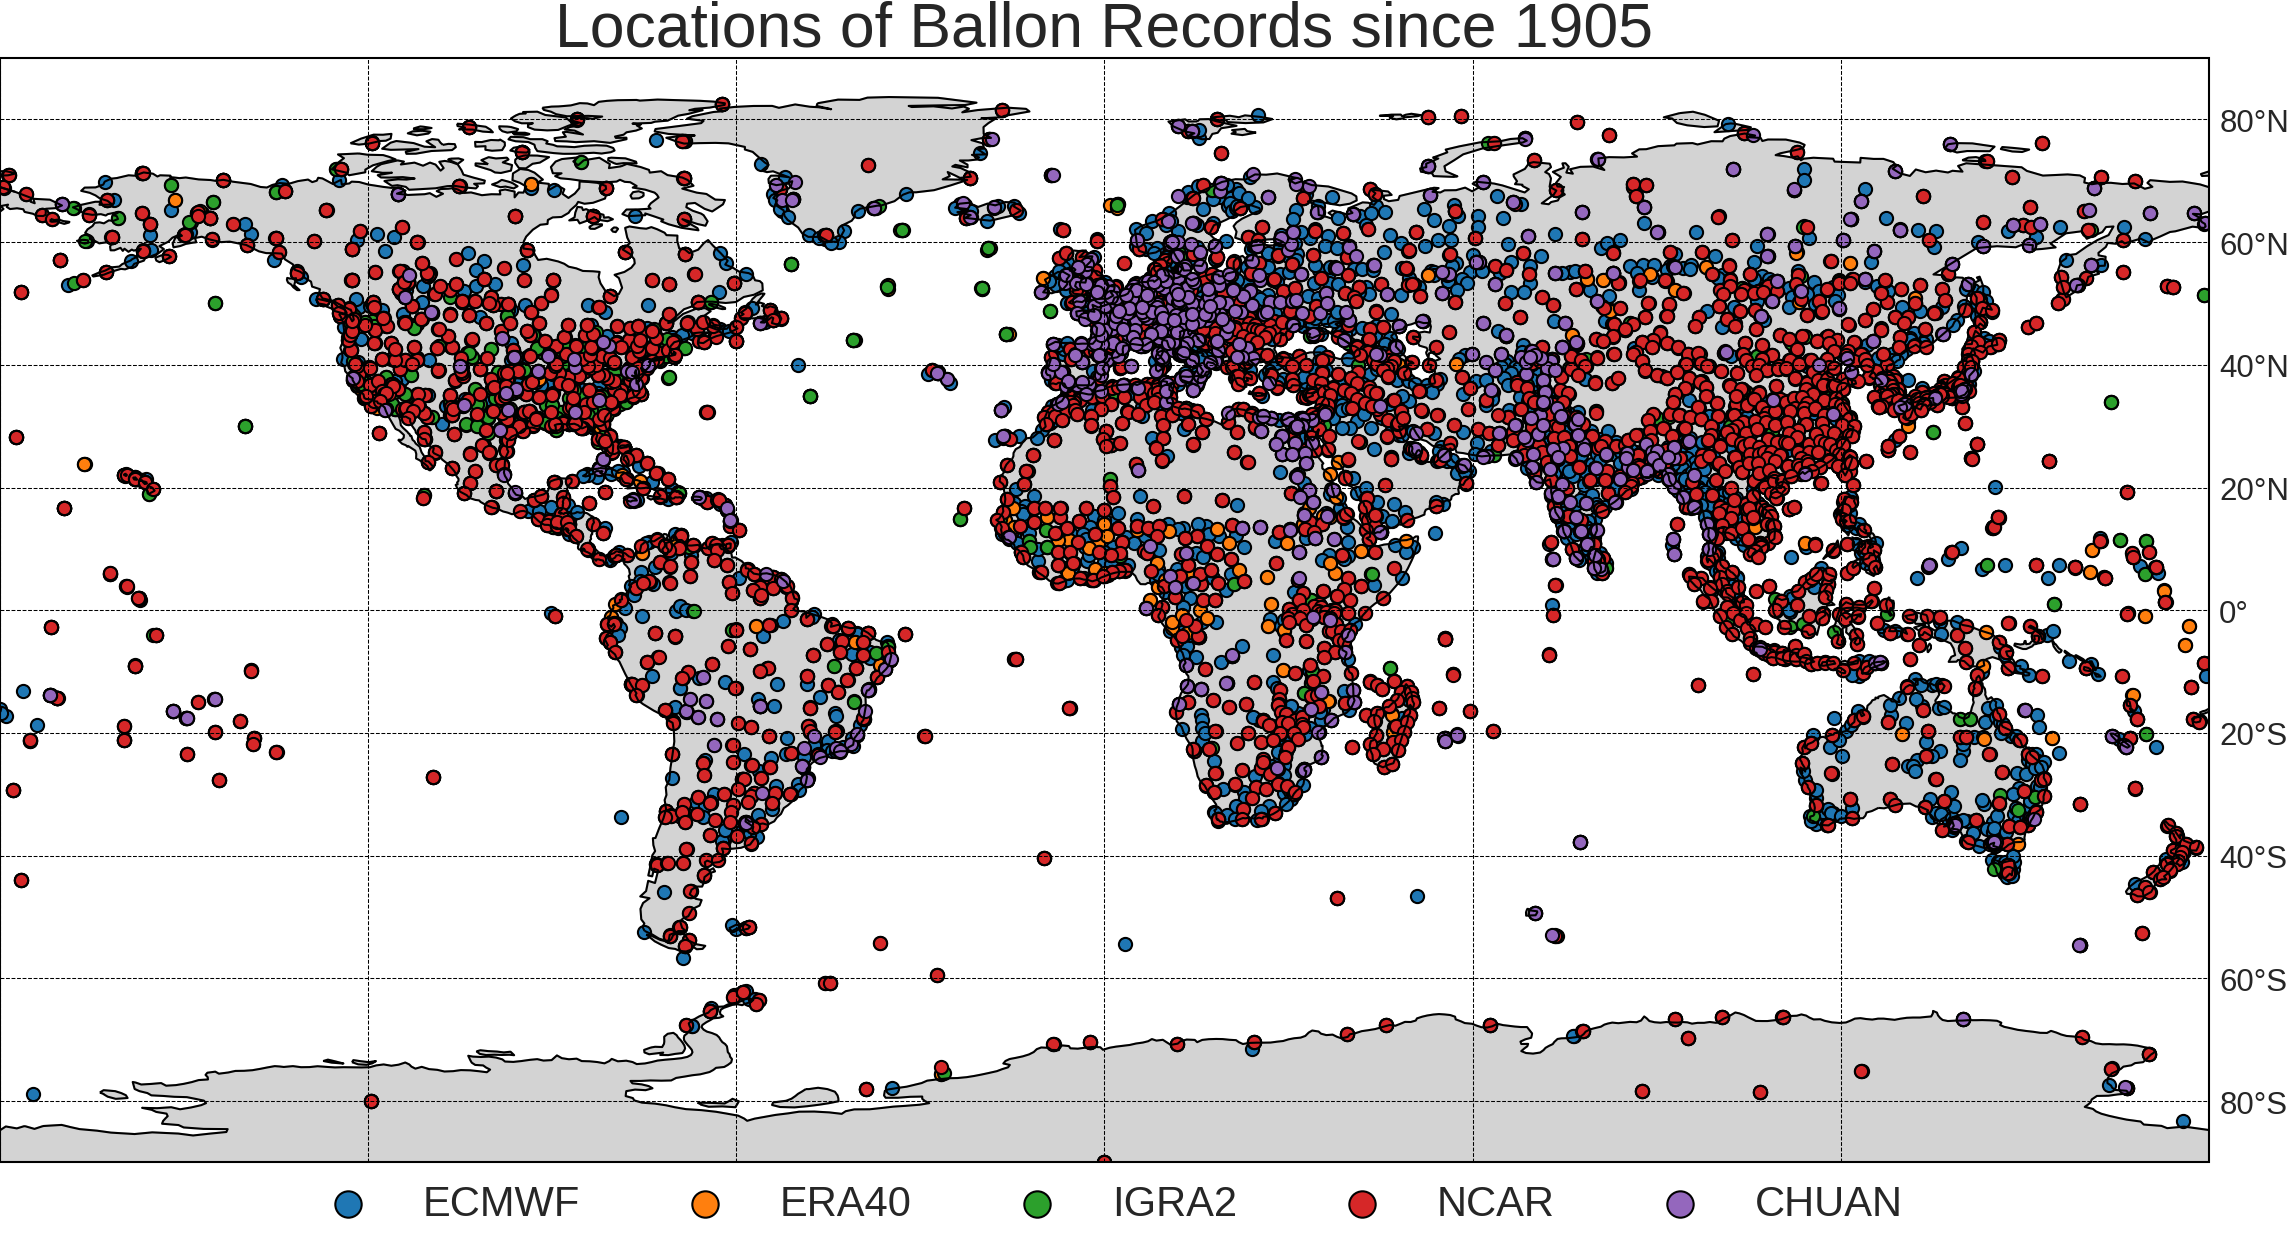 Locations of Ballon Records since 1905
80°N
60°N
40°N
20°N
0°
20°S
40°S
60°S
80°S
ECMWF ERA40 IGRA2 NCAR CHUAN